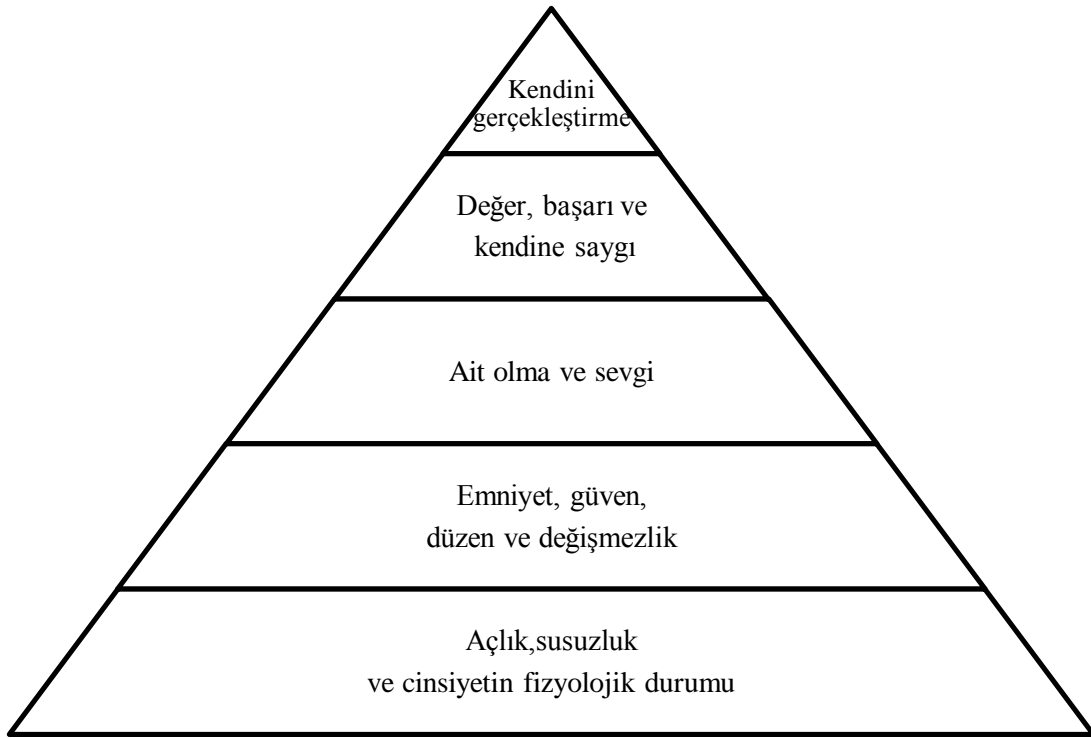 Kendini
gerçekleştirme
Değer, başarı ve
kendine saygı
Ait olma ve sevgi
Emniyet, güven,
düzen ve değişmezlik
Açlık,susuzluk
ve cinsiyetin fizyolojik durumu